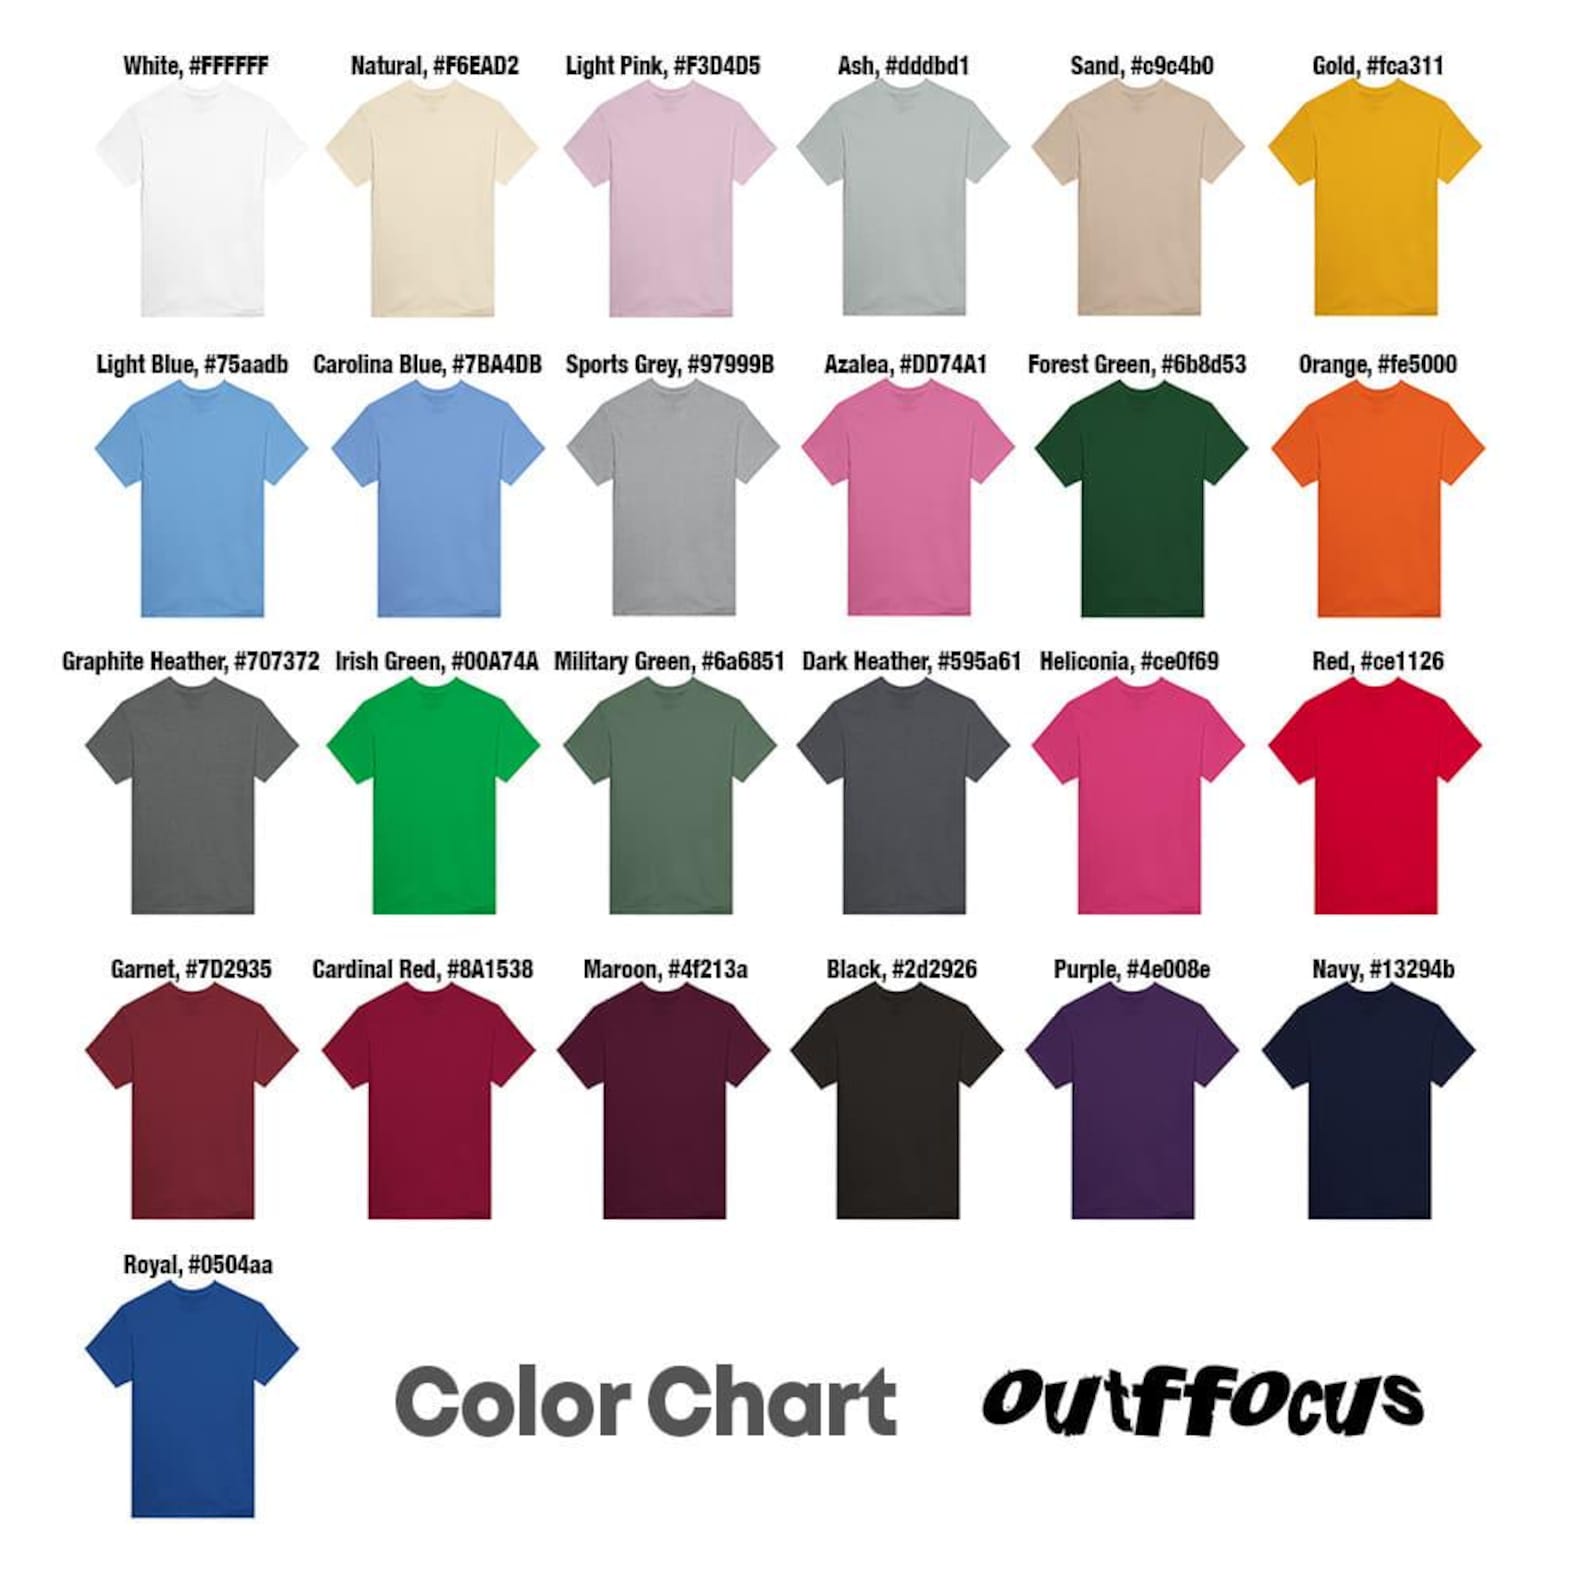 White, #FFFFFF
Natural, #F6EAD2
Light Pink, #F3D4D5
Ash, #dddbd1
Sand, #c9c4b0
Gold, #fca311
Light Blue, #75aadb
Carolina Blue, #7BA4DB
Sports Grey, #97999B
Azalea, #DD74A1
Forest Green, #6b8d53
Orange, #fe5000
Graphite Heather, #707372
Irish Green, #00A74A
Military Green, #6a6851
Dark Heather, #595a61
Heliconia, #ce0f69
Red, #ce1126
Garnet, #7D2935
Cardinal Red, #8A1538
Maroon, #4f213a
Black, #2d2926
Purple, #4e008e
Navy, #13294b
Royal, #0504aa
Color Chart
outffocus